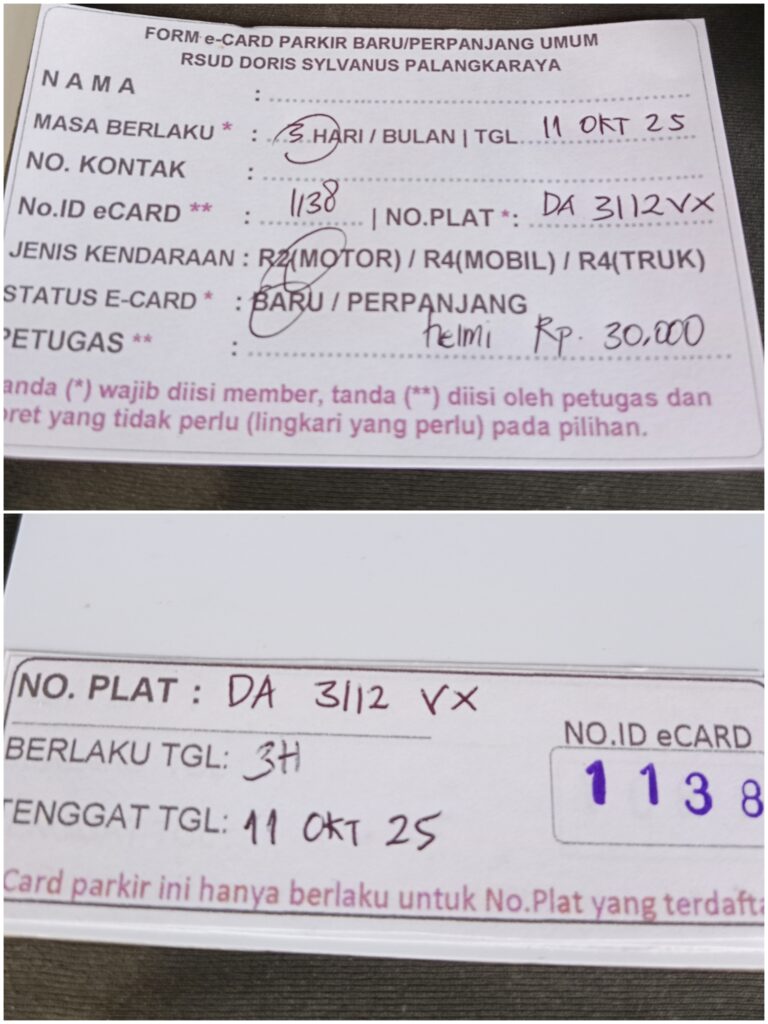 FORM e-CARD PARKIR BARU/PERPANJANG UMUM
RSUD DORIS SYLVANUS PALANGKARAYA
N A M A :
MASA BERLAKU * : 3 HARI / BULAN | TGL 11 OKT 25
NO. KONTAK :
No.ID eCARD ** : 1138 | NO.PLAT *: DA 3112 VX
JENIS KENDARAAN : R2(MOTOR) / R4(MOBIL) / R4(TRUK)
STATUS E-CARD * : BARU / PERPANJANG
PETUGAS ** : helmi Rp. 30,000
anda (*) wajib diisi member, tanda (**) diisi oleh petugas dan
oret yang tidak perlu (lingkari yang perlu) pada pilihan.
NO. PLAT : DA 3112 VX
NO.ID eCARD
BERLAKU TGL: 3H
1138
TENGGAT TGL: 11 OKT 25
Card parkir ini hanya berlaku untuk No.Plat yang terdafta